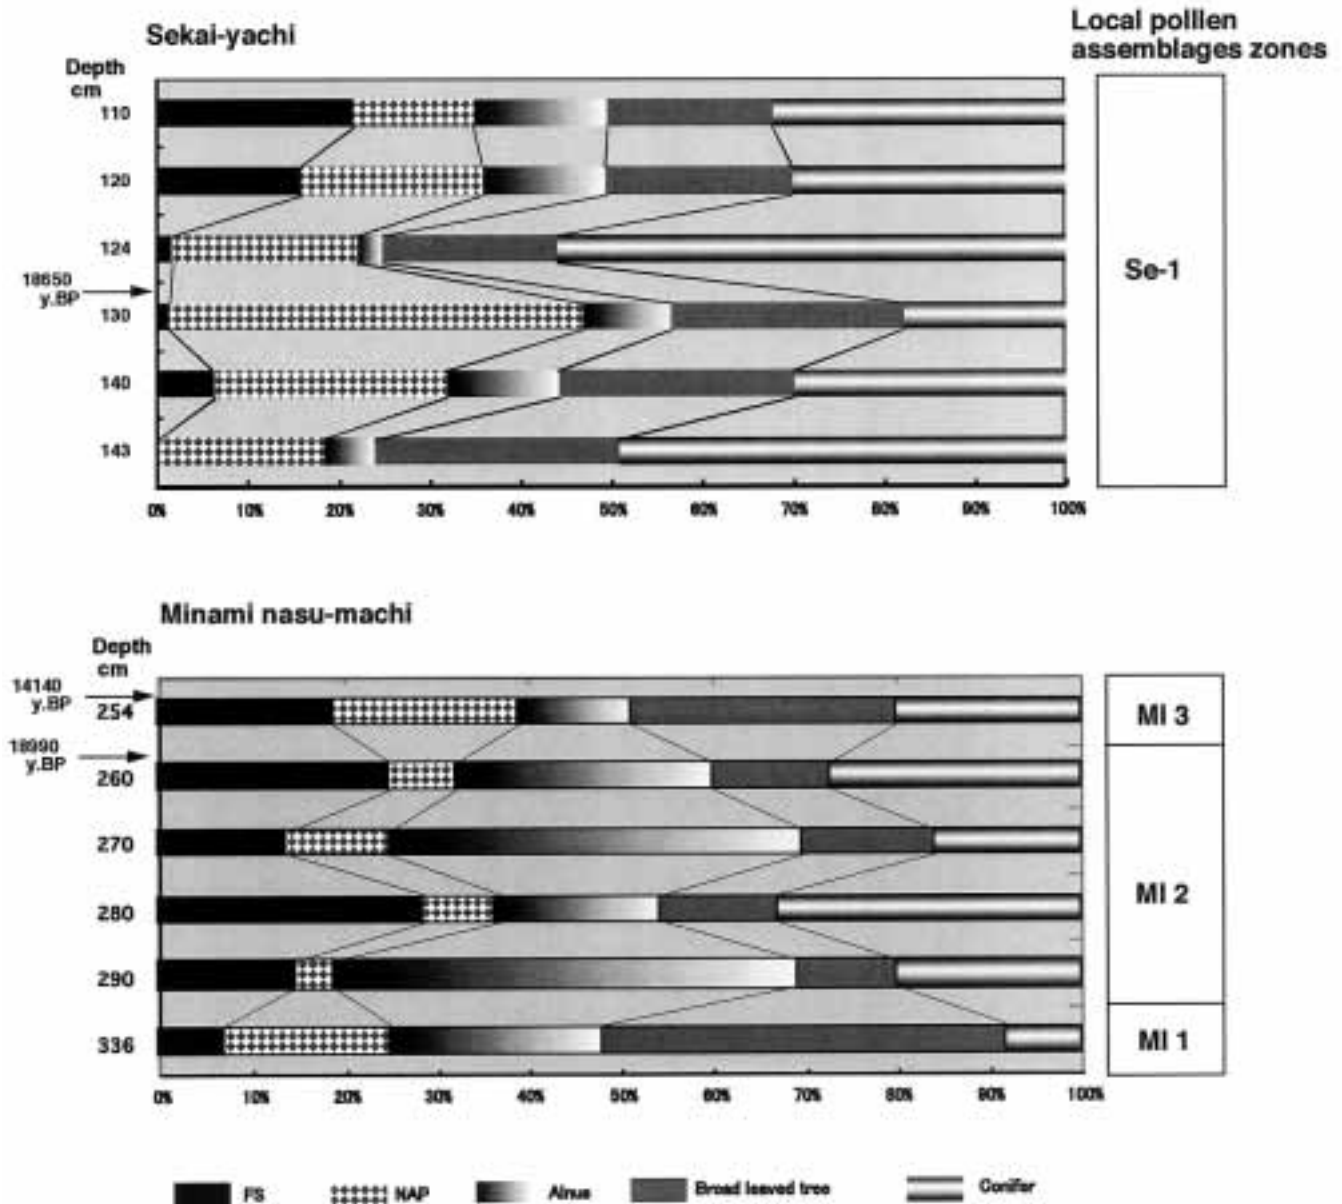 Sekai-yachi
Local pollien
assemblages zones
Depth
cm
110
120
124
18650
y.BP
130
140
143
Se-1
0% 10% 20% 30% 40% 50% 60% 70% 80% 90% 100%
Minami nasu-machi
Depth
cm
14140
y.BP
254
18990
y.BP
260
270
280
290
336
MI 3
MI 2
MI 1
0% 10% 20% 30% 40% 50% 60% 70% 80% 90% 100%
FS NAP Alnus Broad leaved tree Conifer